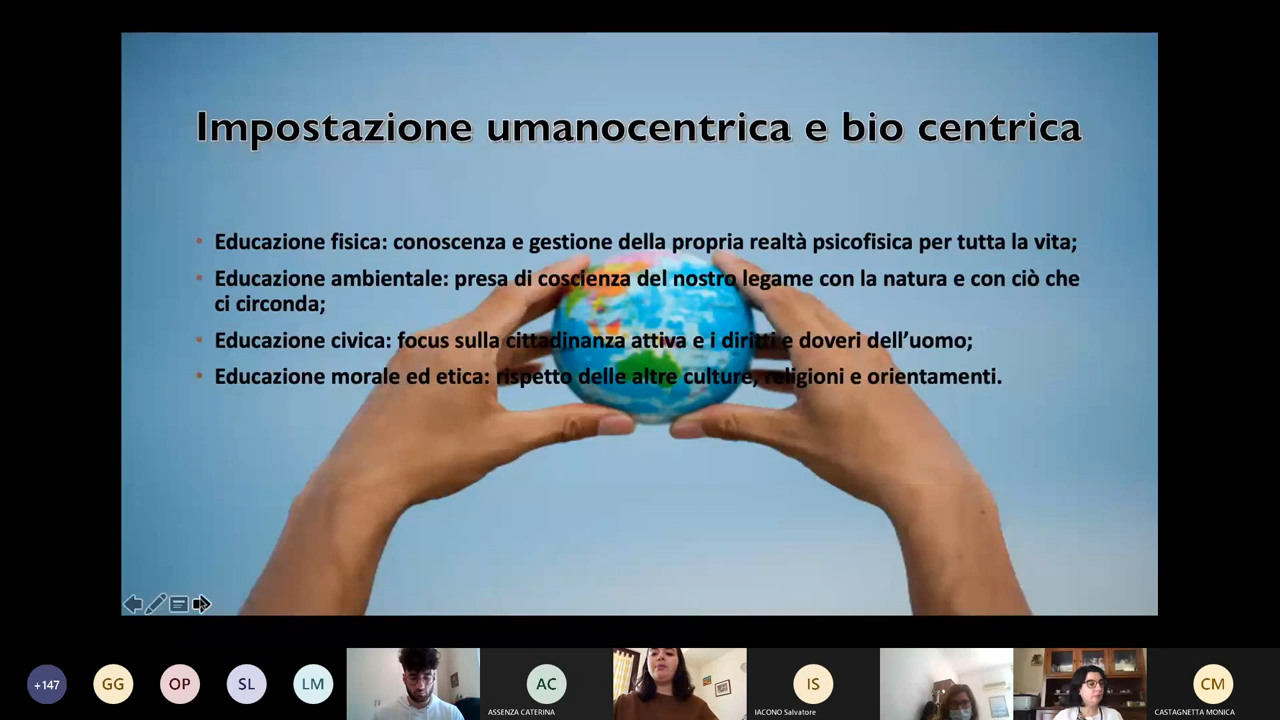 Impostazione umanocentrica e bio centrica
• Educazione fisica: conoscenza e gestione della propria realtà psicofisica per tutta la vita;
• Educazione ambientale: presa di coscienza del nostro legame con la natura e con ciò che
ci circonda;
• Educazione civica: focus sulla cittadinanza attiva e i diritti e doveri dell’uomo;
• Educazione morale ed etica: rispetto delle altre culture, religioni e orientamenti.
+147 GG OP SL LM AC IS CM
ASSENZA CATERINA IACONO Salvatore CASTAGNETTA MONICA